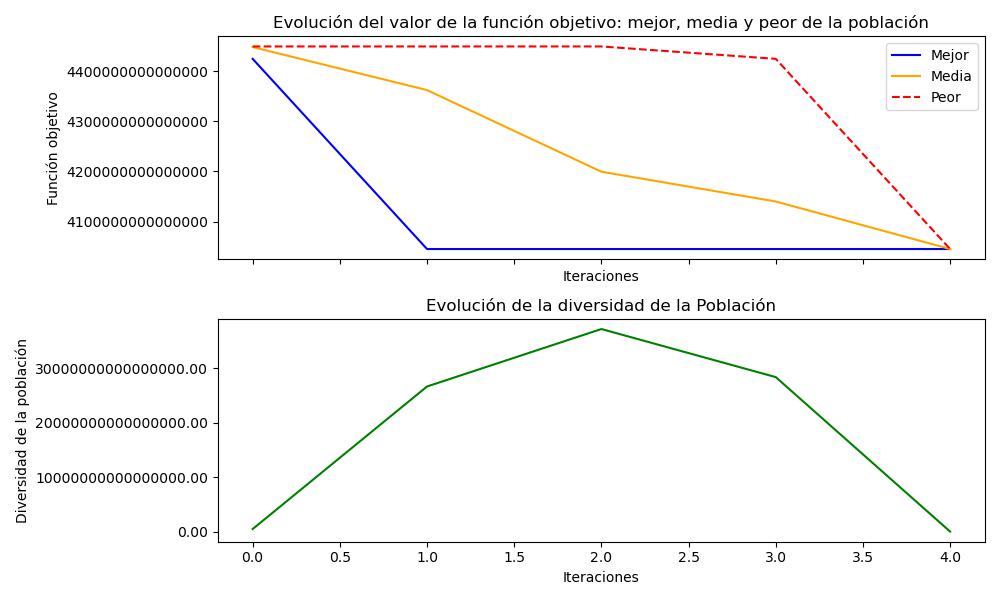 Evolución del valor de la función objetivo: mejor, media y peor de la población
Función objetivo
4400000000000000
4300000000000000
4200000000000000
4100000000000000
Mejor
Media
Peor
Iteraciones
Evolución de la diversidad de la Población
Diversidad de la población
30000000000000000.00
20000000000000000.00
10000000000000000.00
0.00
0.0 0.5 1.0 1.5 2.0 2.5 3.0 3.5 4.0
Iteraciones